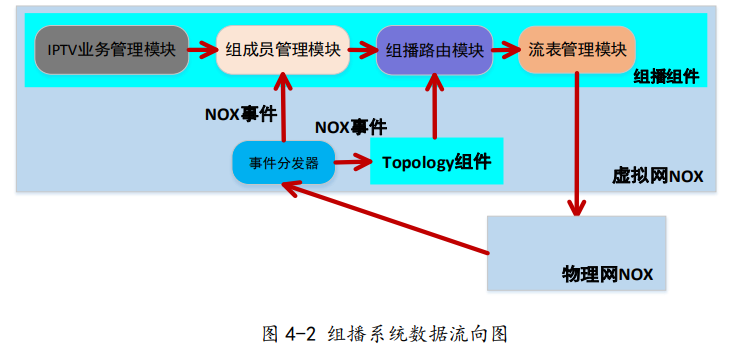 IPTV业务管理模块
组成员管理模块
组播路由模块
流表管理模块
组播组件
NOX事件
NOX事件
事件分发器
Topology组件
虚拟网NOX
物理网NOX
图 4-2 组播系统数据流向图